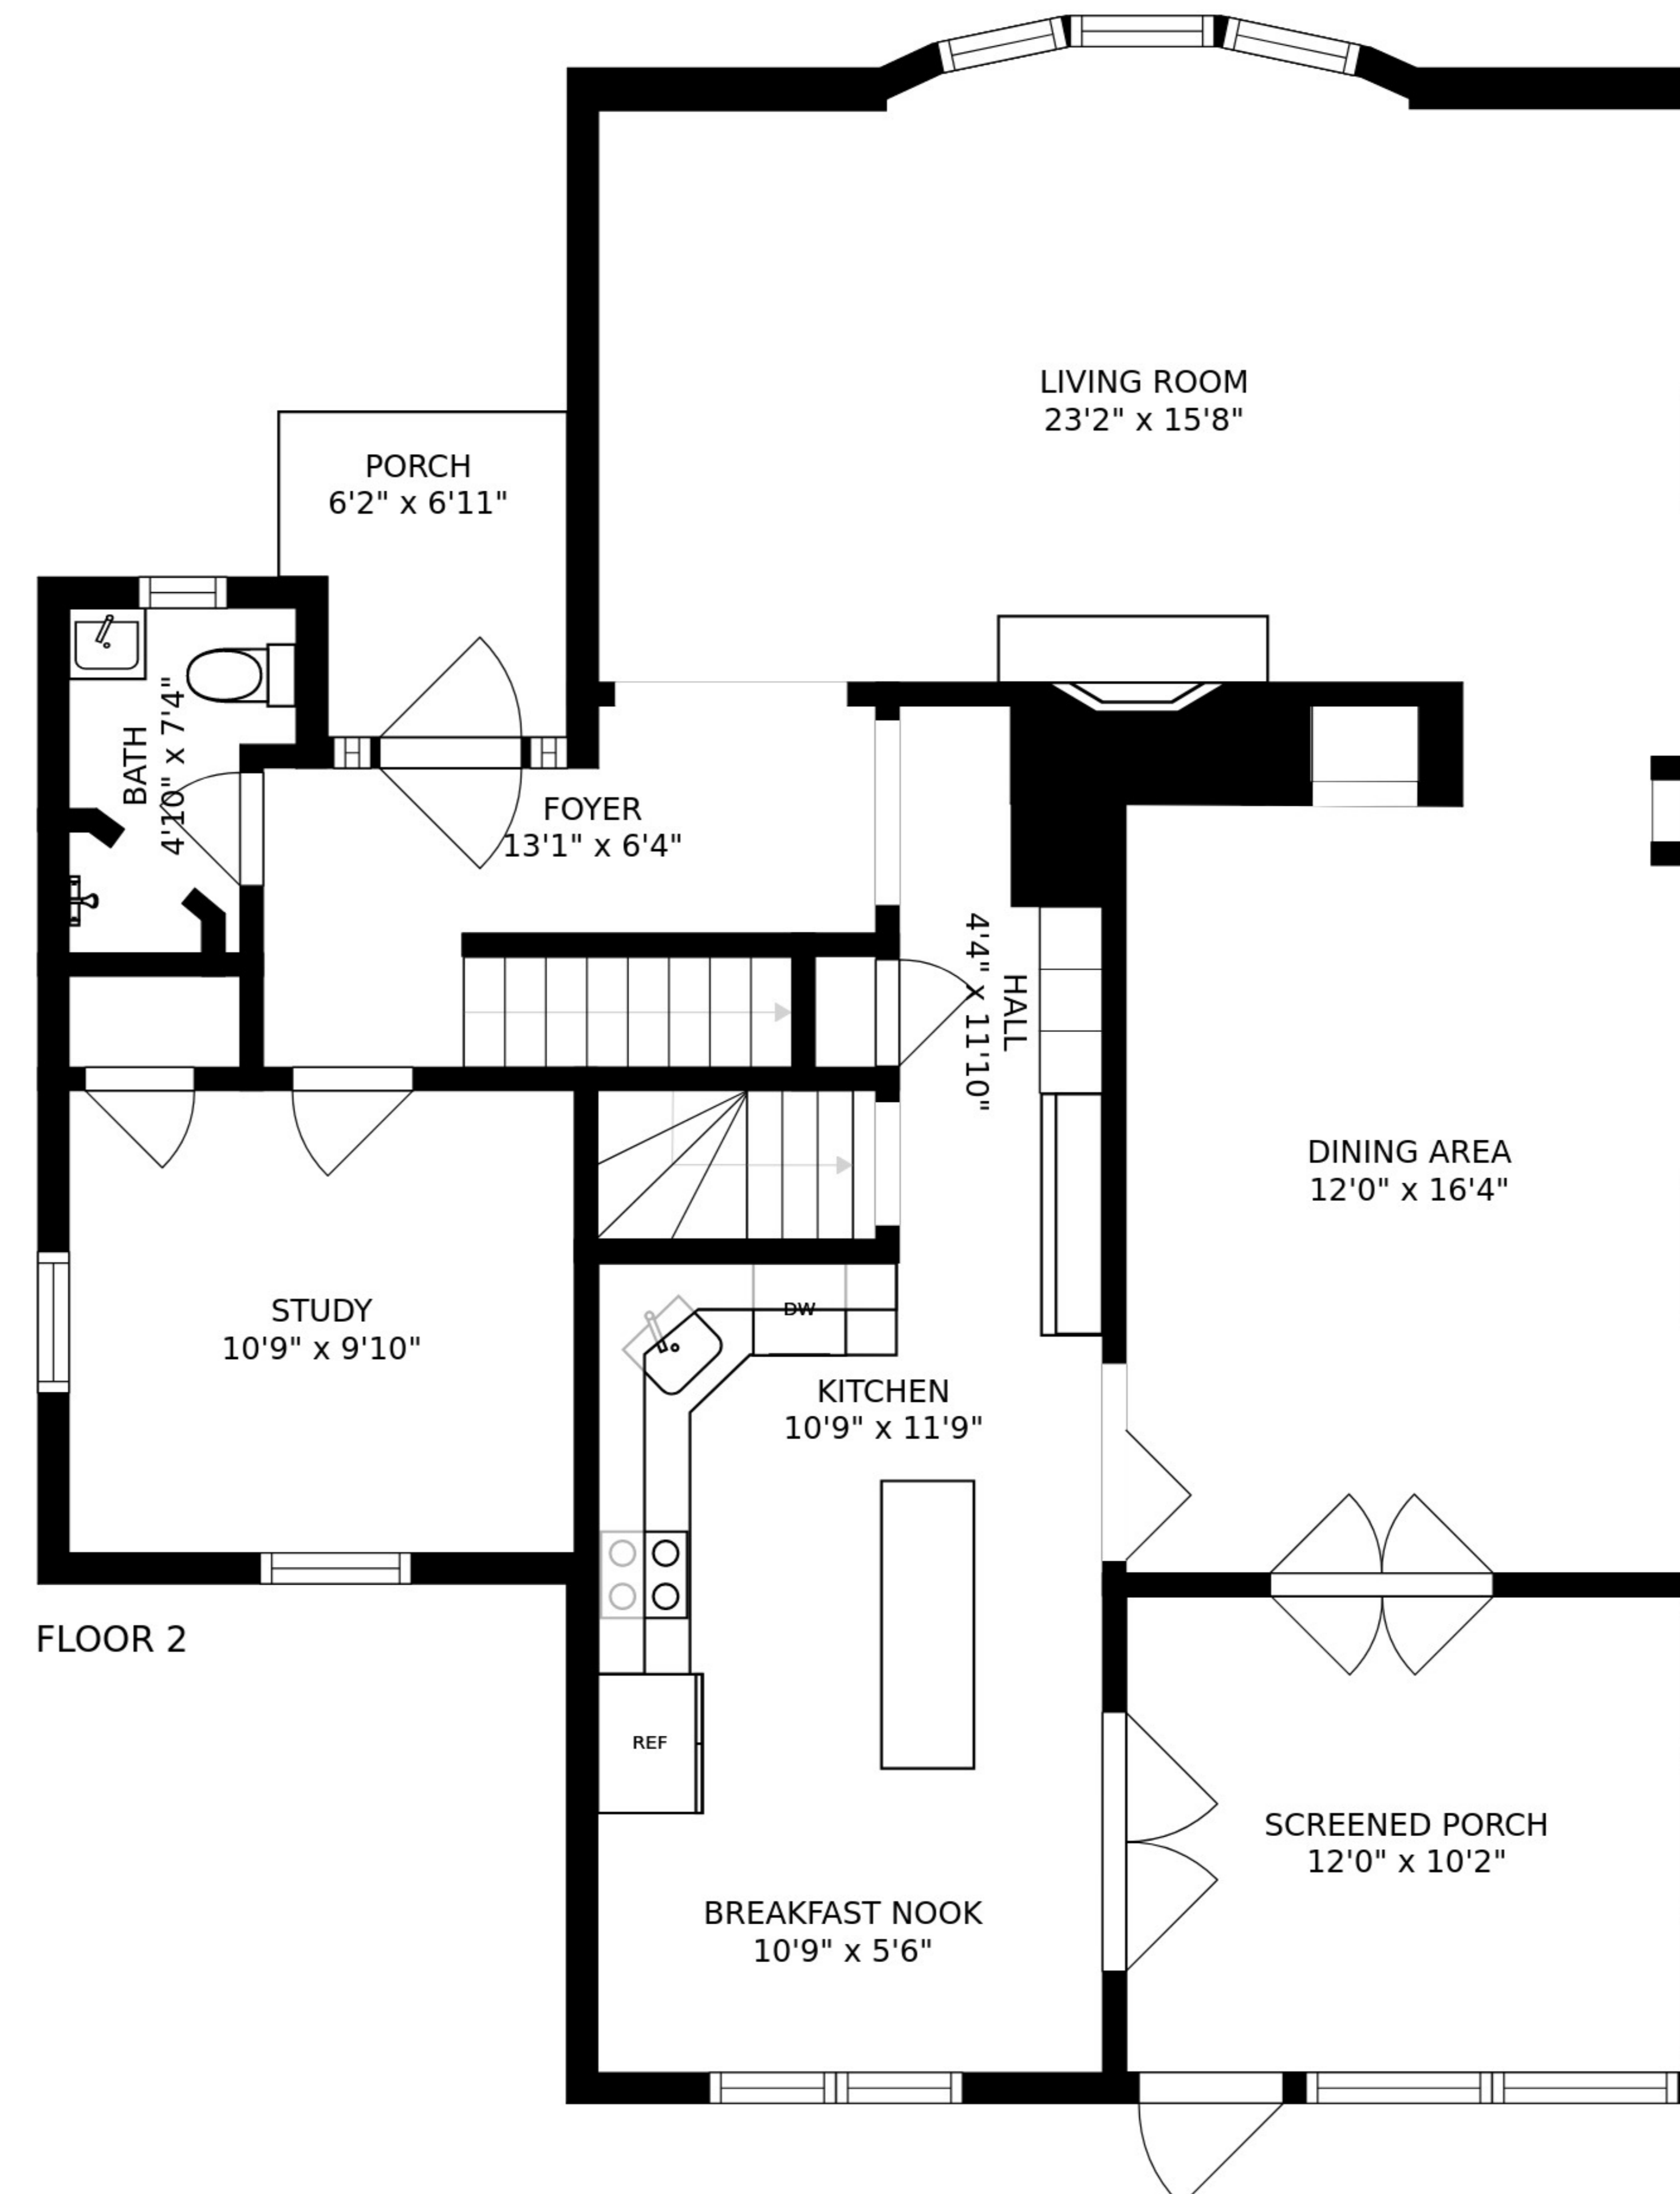 LIVING ROOM
23'2" x 15'8"
PORCH
6'2" x 6'11"
BATH
4'10" x 7'4"
FOYER
13'1" x 6'4"
HALL
4'4" x 11'10"
DINING AREA
12'0" x 16'4"
STUDY
10'9" x 9'10"
DW
KITCHEN
10'9" x 11'9"
FLOOR 2
REF
SCREENED PORCH
12'0" x 10'2"
BREAKFAST NOOK
10'9" x 5'6"